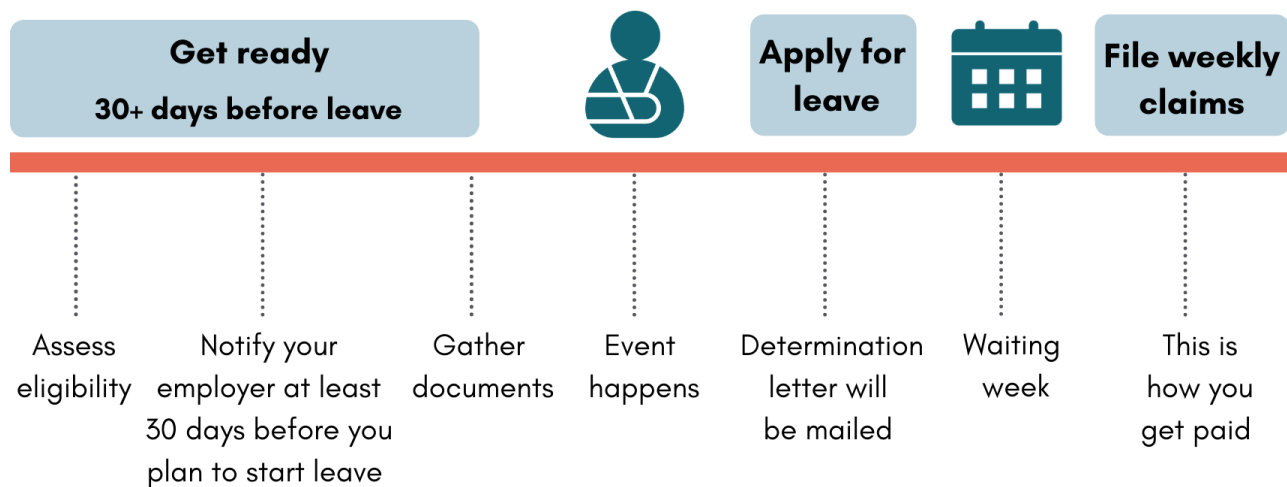 Get ready
30+ days before leave
Apply for
leave
File weekly
claims
Assess
eligibility
Notify your
employer at least
30 days before you
plan to start leave
Gather
documents
Event
happens
Determination
letter will
be mailed
Waiting
week
This is
how you
get paid